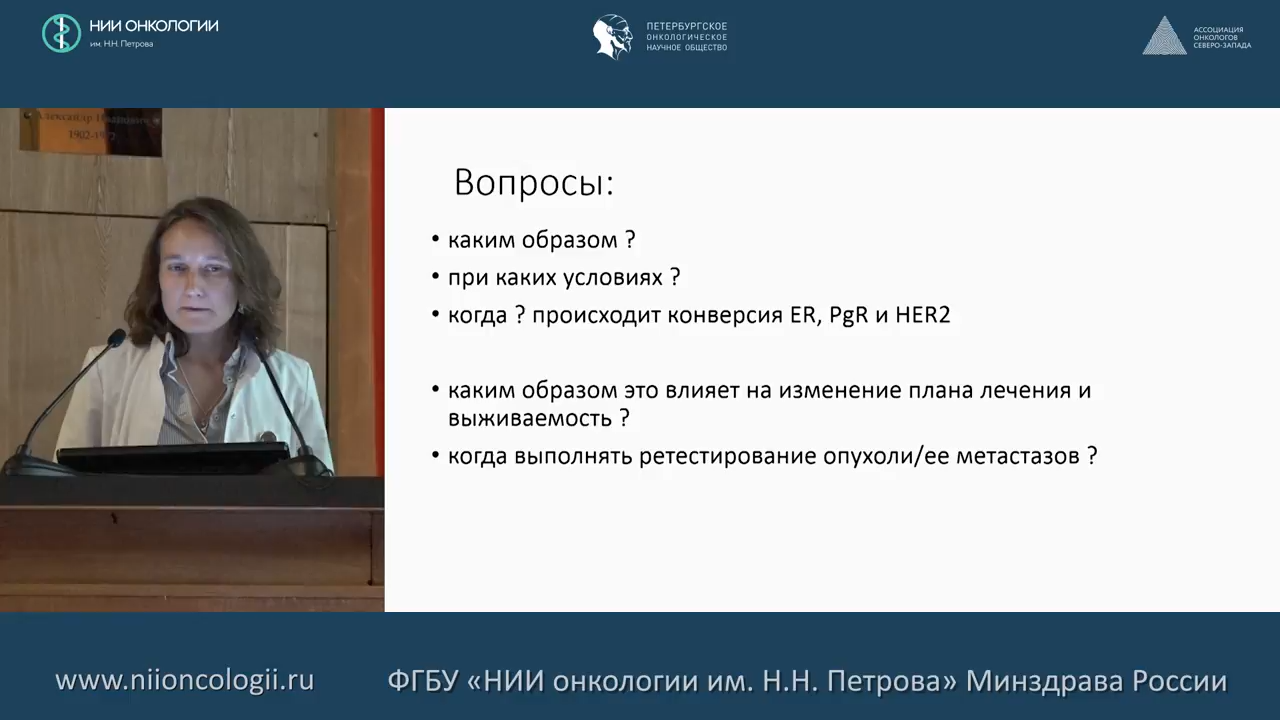 НИИ ОНКОЛОГИИ
им. Н.Н. Петрова
ПЕТЕРБУРГСКОЕ
ОНКОЛОГИЧЕСКОЕ
НАУЧНОЕ ОБЩЕСТВО
АССОЦИАЦИЯ
ОНКОЛОГОВ
СЕВЕРО-ЗАПАДА
Александр
Вопросы:
• каким образом ?
• при каких условиях ?
• когда ? происходит конверсия ER, PgR и HER2
• каким образом это влияет на изменение плана лечения и
выживаемость ?
• когда выполнять ретестирование опухоли/ее метастазов ?
www.niioncologii.ru
ФГБУ «НИИ онкологии им. Н.Н. Петрова» Минздрава России